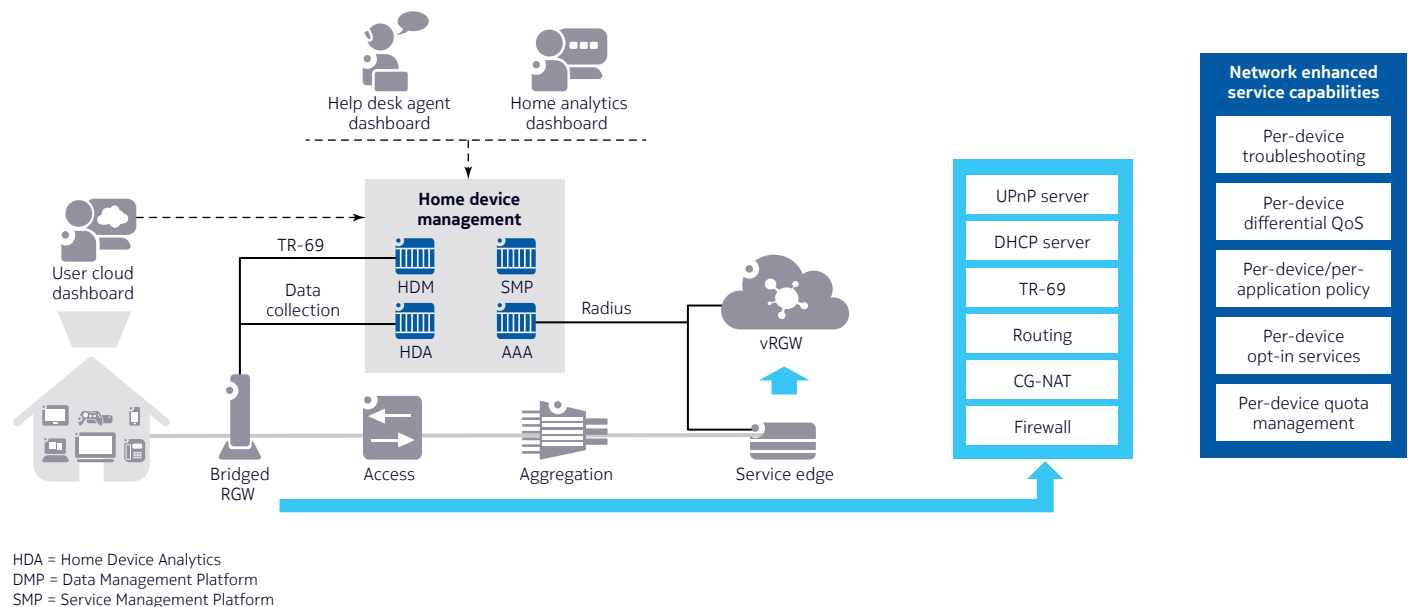 Help desk agent
dashboard
Home analytics
dashboard
Network enhanced
service capabilities
Per-device
troubleshooting
Per-device
differential QoS
Per-device/per-
application policy
Per-device
opt-in services
Per-device quota
management
User cloud
dashboard
Home device
management
TR-69
HDM
SMP
Data
collection
HDA
AAA
Radius
vRGW
UPnP server
DHCP server
TR-69
Routing
CG-NAT
Firewall
Bridged
RGW
Access
Aggregation
Service edge
HDA = Home Device Analytics
DMP = Data Management Platform
SMP = Service Management Platform